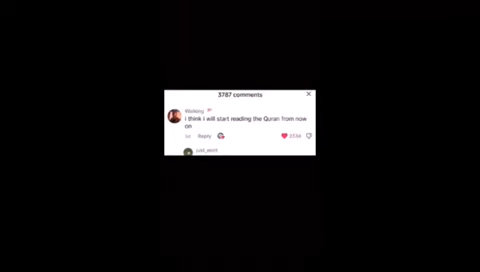 3787 comments
i think i will start reading the Quran from now
on
Reply